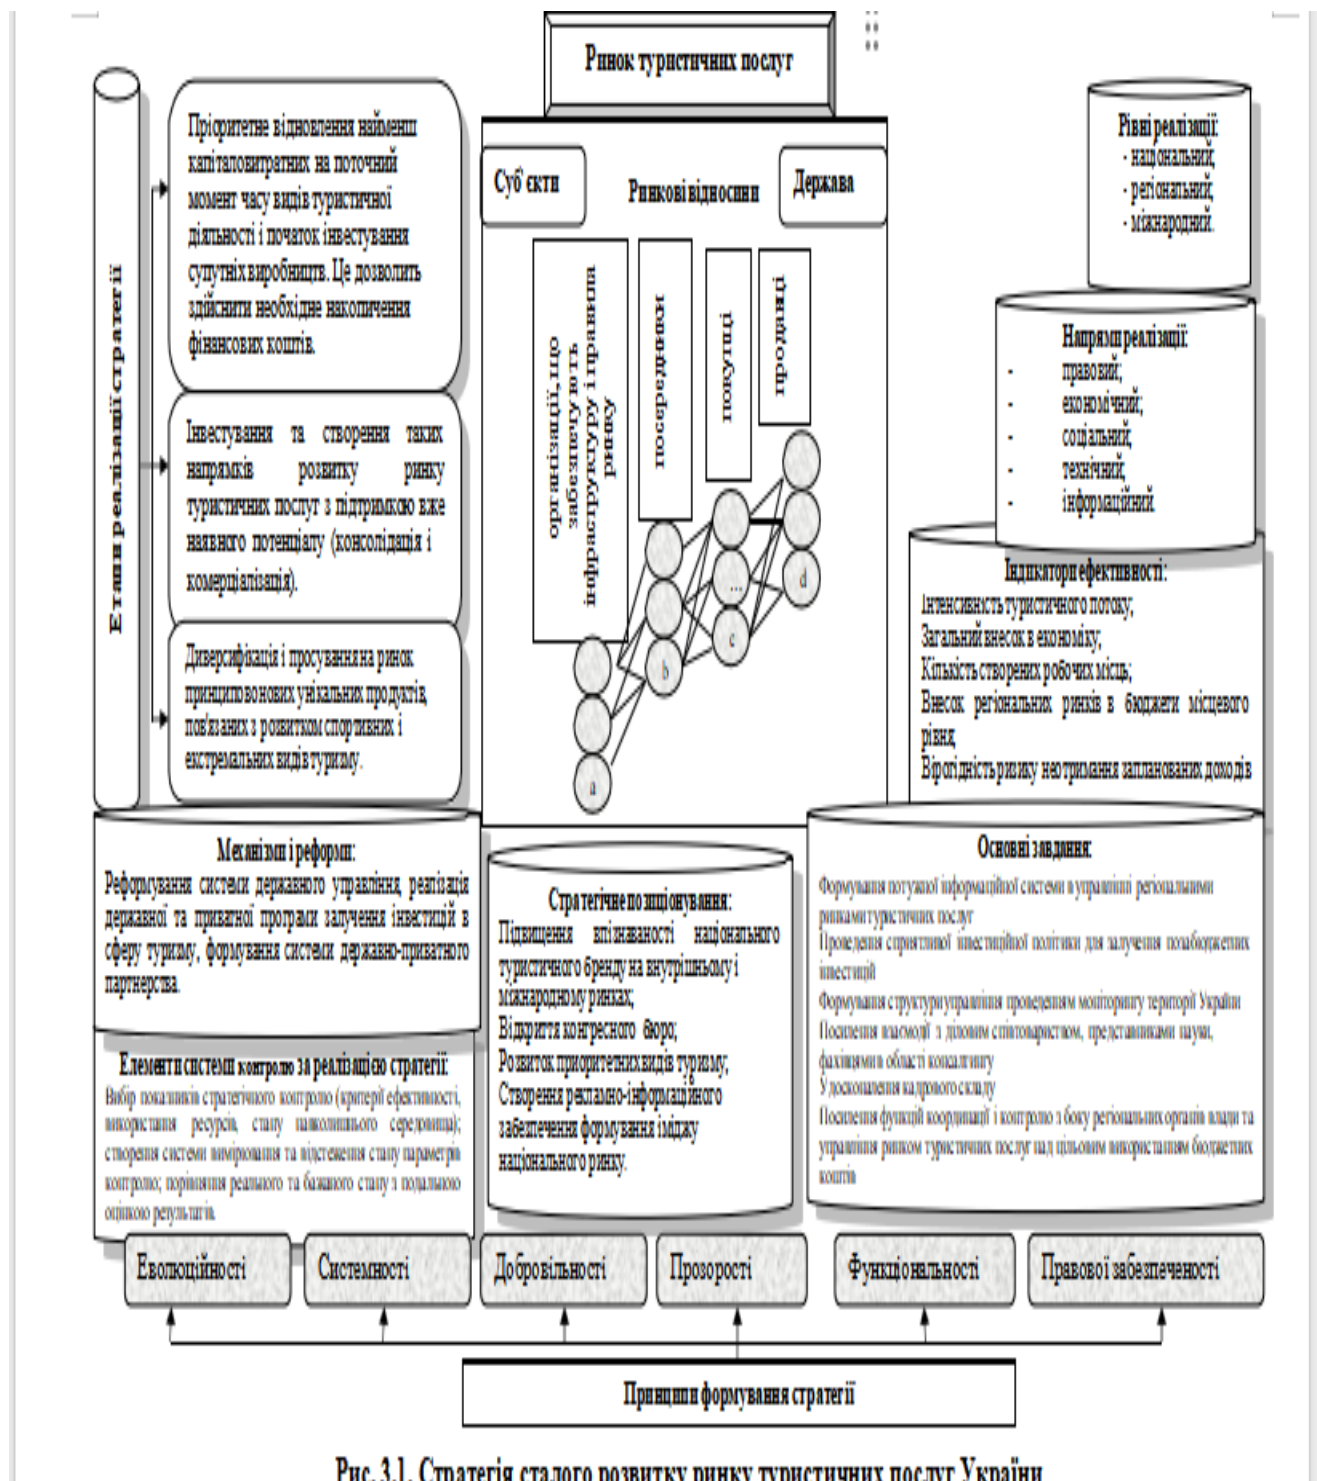 Ринок туристичних послуг
Етапи реалізації стратегії
Пріоритетне відновлення найменш
капіталовитратних на поточний
момент часу видів туристичної
діяльності і початок інвестування
супутніх виробництв. Це дозволить
здійснити необхідне накопичення
фінансових коштів.
Інвестування та створення таких
напрямків розвитку ринку
туристичних послуг з підтримкою вже
наявного потенціалу (консолідація і
комерціалізація).
Диверсифікація і просування на ринок
принципово нових унікальних продуктів,
пов'язаних з розвитком спортивних і
екстремальних видів туризму.
Суб`єкти
Ринкові відносини
Держава
організації, що
забезпечують
інфраструктуру і правила
ринку
посередники
покупці
продавці
a
b
c
...
d
Рівні реалізації:
- національний,
- регіональний,
- міжнародний.
Напрями реалізації:
- правовий;
- економічний;
- соціальний,
- технічний,
- інформаційний
Індикатори ефективності:
Інтенсивність туристичного потоку;
Загальний внесок в економіку;
Кількість створених робочих місць;
Внесок регіональних ринків в бюджети місцевого
рівня,
Вірогідність ризику неотримання запланованих доходів
Механізми і реформи:
Реформування системи державного управління, реалізація
державної та приватної програми залучення інвестицій в
сферу туризму, формування системи державно-приватного
партнерства.
Елементи системи контролю за реалізацією стратегії:
Вибір показників стратегічного контролю (критерії ефективності,
використання ресурсів, стану навколишнього середовища);
створення системи вимірювання та відстеження стану параметрів
контролю; порівняння реального та бажаного стану з подальною
оцінкою результатів.
Стратегічне позиціонування:
Підвищення впізнаваності національного
туристичного бренду на внутрішньому і
міжнародному ринках;
Відкриття конгресного бюро;
Розвиток приоритетних видів туризму,
Створення рекламно-інформаційного
забезпечення формування іміджу
національного ринку.
Основні завдання:
Формування потужної інформаційної системи в управлінні регіональними
ринками туристичних послуг
Проведення сприятливої інвестиційної політики для залучення позабюджетних
інвестицій
Формування структури управління проведенням моніторингу території України
Посилення взаємодії з діловим співтовариством, представниками науки,
фахівцями в області консалтингу
Удосконалення кадрового складу
Посилення функцій координації і контролю з боку регіональних органів влади та
управління ринком туристичних послуг над цільовим використанням бюджетних
коштів
Еволюційності
Системності
Добровільності
Прозорості
Функціональності
Правової забезпеченості
Принципи формування стратегії
Рис. 3.1. Стратегія сталого розвитку ринку туристичних послуг України